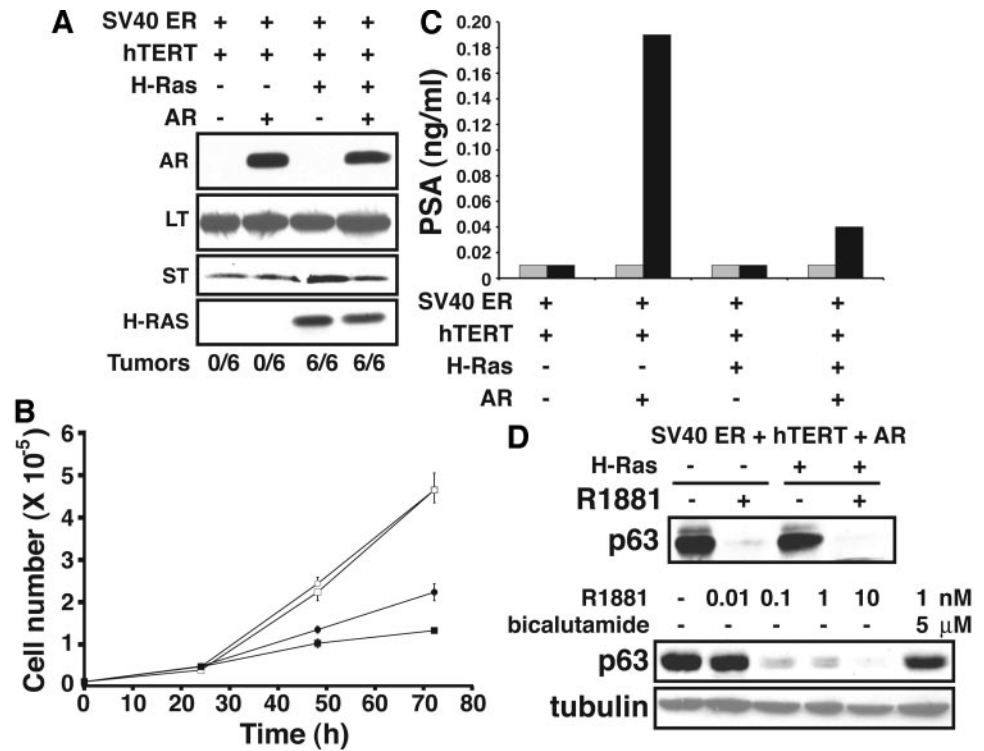 A
SV40 ER + + + +
hTERT + + + +
H-Ras - - + +
AR - + - +
AR
LT
ST
H-RAS
Tumors 0/6 0/6 6/6 6/6
B
Cell number (X 10⁻⁵)
6
5
4
3
2
1
0
0 10 20 30 40 50 60 70 80
Time (h)
C
PSA (ng/ml)
0.20
0.18
0.16
0.14
0.12
0.10
0.08
0.06
0.04
0.02
0
SV40 ER + + + +
hTERT + + + +
H-Ras - - + +
AR - + - +
D
SV40 ER + hTERT + AR
H-Ras - - + +
R1881 - + - +
p63
R1881 - 0.01 0.1 1 10 1 nM
bicalutamide - - - - - 5 μM
p63
tubulin